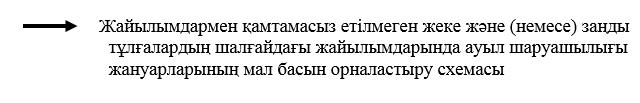 Жайылымдармен қамтамасыз етілмеген жеке және (немесе) заңды
тұлғалардың шалғайдағы жайылымдарында ауыл шаруашылығы
жануарларының мал басын орналастыру схемасы